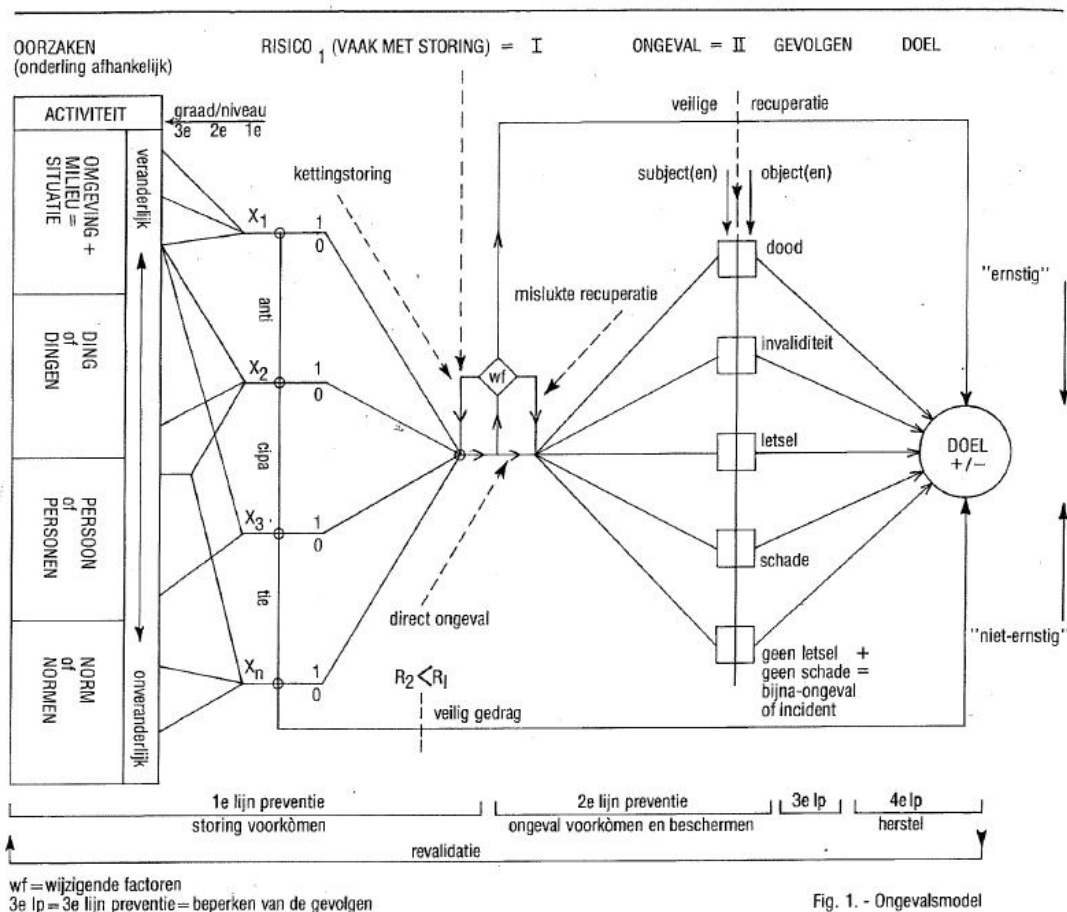 OORZAKEN
(onderling afhankelijk)
RISICO 1 (VAAK MET STORING) = I
ONGEVAL = II
GEVOLGEN
DOEL
ACTIVITEIT
graad/niveau
3e 2e 1e
OMGEVING +
MILIEU =
SITUATIE
DING
of
DINGEN
PERSOON
of
PERSONEN
NORM
of
NORMEN
veranderlijk
onveranderlijk
X1
1
0
anti
X2
1
0
cipa
X3
1
0
tie
Xn
1
0
kettingstoring
veilige
recuperatie
subject(en)
object(en)
mislukte recuperatie
wf
direct ongeval
R2 < RI
veilig gedrag
dood
invaliditeit
letsel
schade
geen letsel +
geen schade =
bijna-ongeval
of incident
DOEL
+/−
"ernstig"
"niet-ernstig"
1e lijn preventie
storing voorkòmen
2e lijn preventie
ongeval voorkòmen en beschermen
3e lp
4e lp
herstel
revalidatie
wf = wijzigende factoren
3e lp = 3e lijn preventie = beperken van de gevolgen
Fig. 1. - Ongevalsmodel